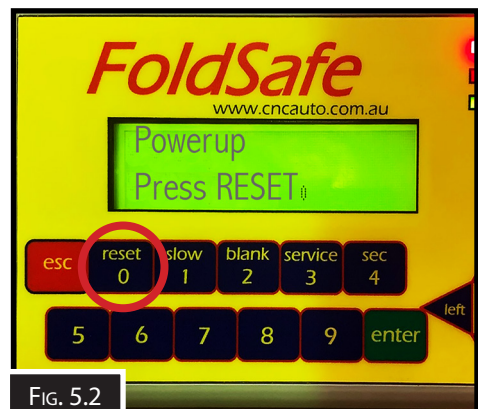 FoldSafe
www.cncauto.com.au
Powerup
Press RESET
esc reset slow blank service sec
0 1 2 3 4
left
5 6 7 8 9 enter
FIG. 5.2